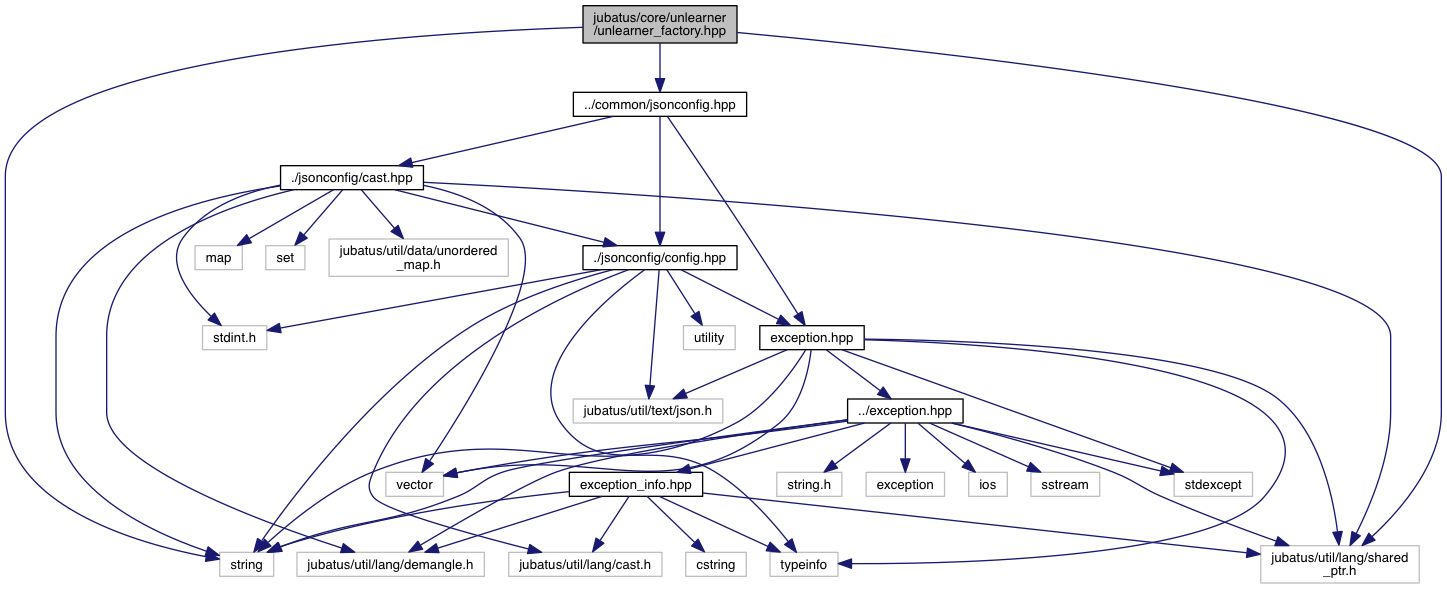 jubatus/core/unlearner
/unlearner_factory.hpp
../common/jsonconfig.hpp
./jsonconfig/cast.hpp
map
set
jubatus/util/data/unordered
_map.h
./jsonconfig/config.hpp
stdint.h
utility
exception.hpp
jubatus/util/text/json.h
../exception.hpp
vector
exception_info.hpp
string.h
exception
ios
sstream
stdexcept
string
jubatus/util/lang/demangle.h
jubatus/util/lang/cast.h
cstring
typeinfo
jubatus/util/lang/shared
_ptr.h